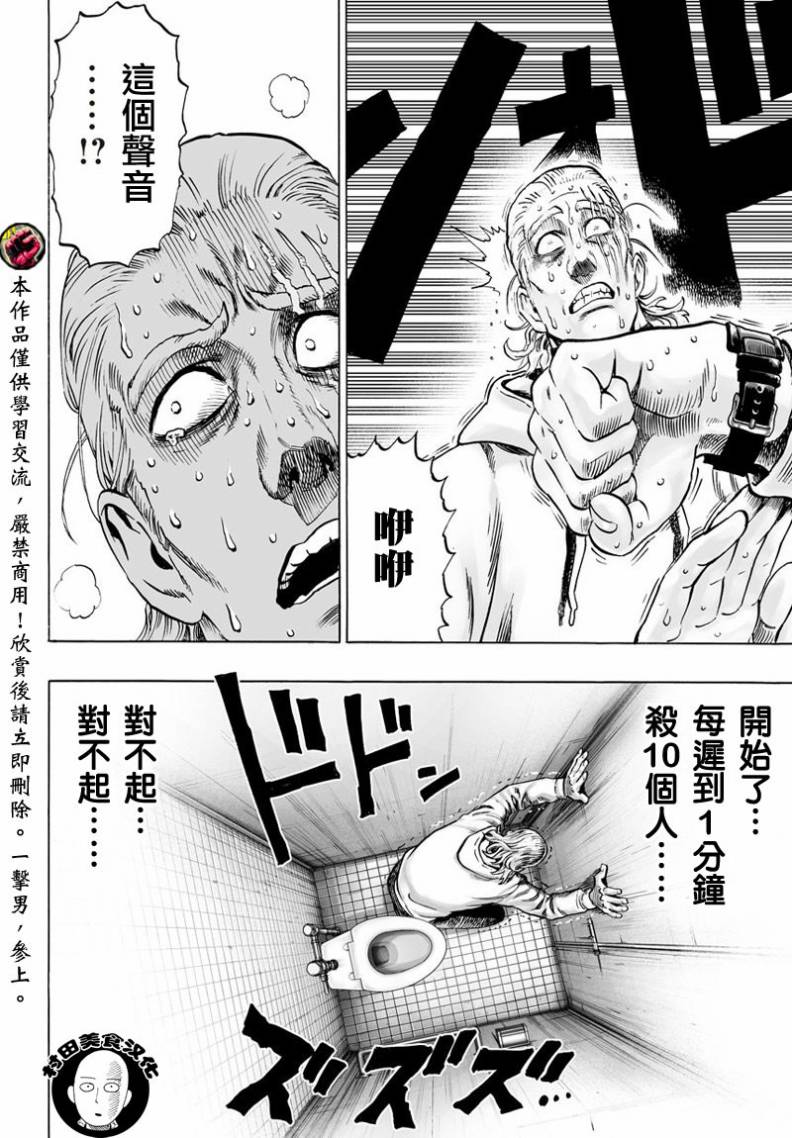 ドン
咿咿
這個聲音
……!?
開始了…
每遲到1分鐘
殺10個人……
ドドン
對不起…
對不起……
ズズズ…
本作品僅供學習交流，嚴禁商用！欣賞後請立即刪除。一擊男，參上。
村田美食汉化